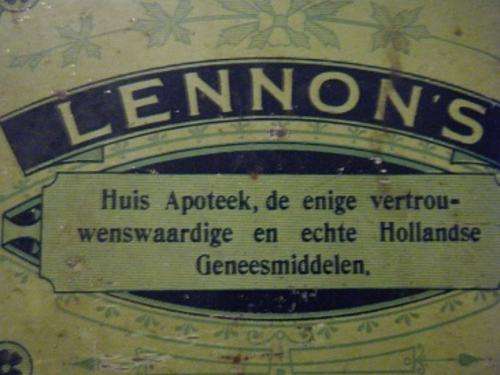 LENNON'S
Huis Apoteek, de enige vertrou-
wenswaardige en echte Hollandse
Geneesmiddelen.